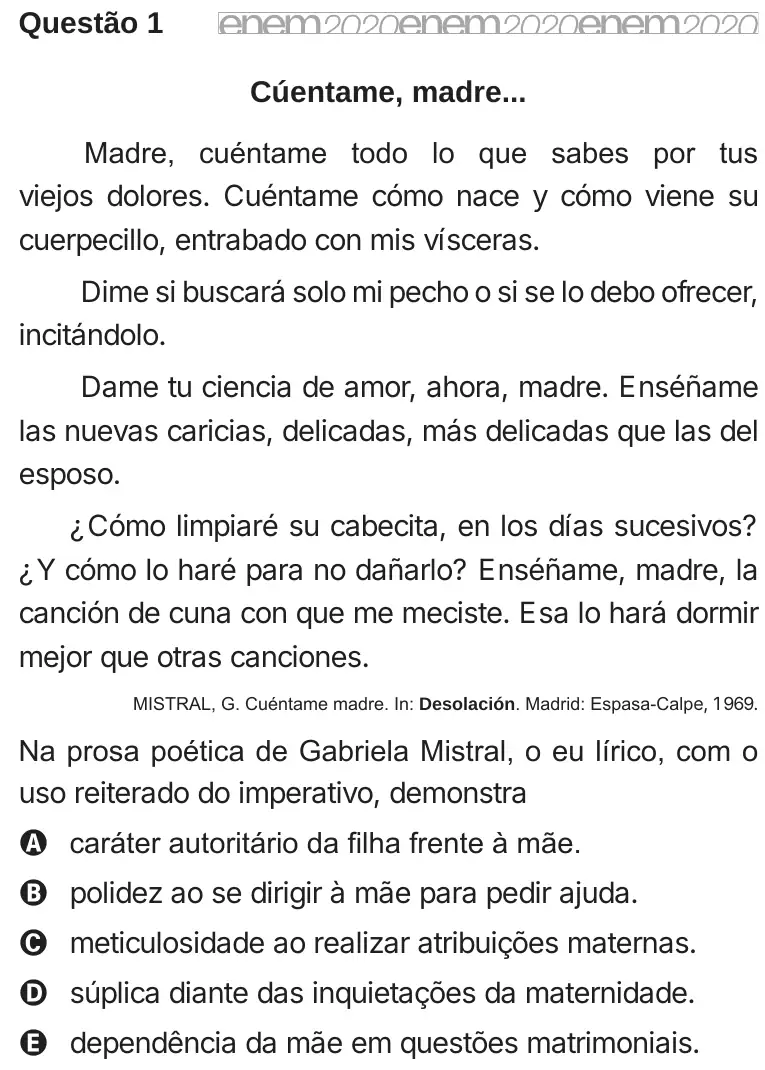 Questão 1 enem2020enem2020enem2020
Cúentame, madre...
Madre, cuéntame todo lo que sabes por tus
viejos dolores. Cuéntame cómo nace y cómo viene su
cuerpecillo, entrabado con mis vísceras.
Dime si buscará solo mi pecho o si se lo debo ofrecer,
incitándolo.
Dame tu ciencia de amor, ahora, madre. Enséñame
las nuevas caricias, delicadas, más delicadas que las del
esposo.
¿Cómo limpiaré su cabecita, en los días sucesivos?
¿Y cómo lo haré para no dañarlo? Enséñame, madre, la
canción de cuna con que me meciste. Esa lo hará dormir
mejor que otras canciones.
MISTRAL, G. Cuéntame madre. In: Desolación. Madrid: Espasa-Calpe, 1969.
Na prosa poética de Gabriela Mistral, o eu lírico, com o
uso reiterado do imperativo, demonstra
A caráter autoritário da filha frente à mãe.
B polidez ao se dirigir à mãe para pedir ajuda.
C meticulosidade ao realizar atribuições maternas.
D súplica diante das inquietações da maternidade.
E dependência da mãe em questões matrimoniais.